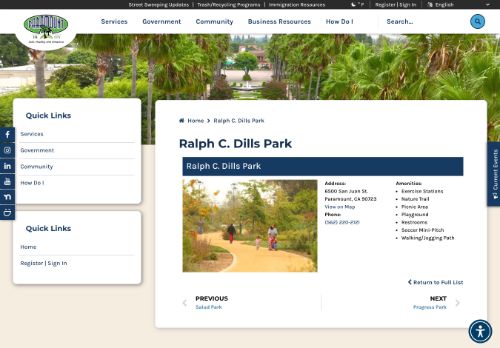 Street Sweeping Updates | Trash/Recycling Programs | Immigration Resources
° F
Register | Sign In
English
PARAMOUNT
Services
Government
Community
Business Resources
How Do I
Search...
Quick Links
Services
Government
Community
How Do I
Quick Links
Home
Register | Sign In
Home > Ralph C. Dills Park
Ralph C. Dills Park
Ralph C. Dills Park
Address:
6500 San Juan St.
Paramount, CA 90723
View on Map
Phone:
(562) 220-2121
Amenities:
Exercise Stations
Nature Trail
Picnic Area
Playground
Restrooms
Soccer Mini-Pitch
Walking/Jogging Path
Return to Full List
PREVIOUS
Salud Park
NEXT
Progress Park
Current Events